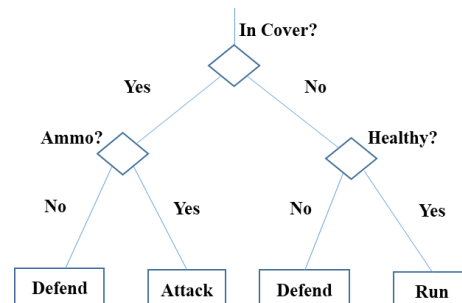 In Cover?
Yes
No
Ammo?
Healthy?
No
Yes
No
Yes
Defend
Attack
Defend
Run